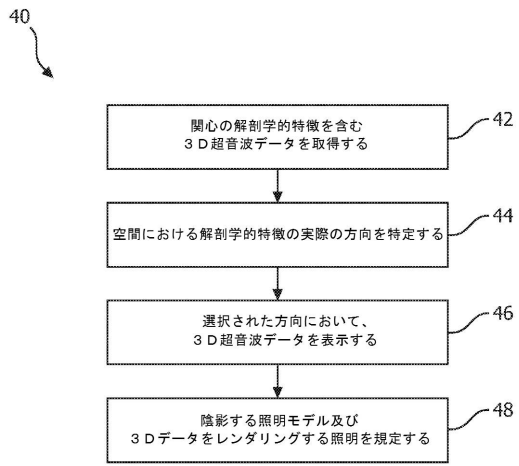 40
関心の解剖学的特徴を含む
3D超音波データを取得する
42
空間における解剖学的特徴の実際の方向を特定する
44
選択された方向において、
3D超音波データを表示する
46
陰影する照明モデル及び
3Dデータをレンダリングする照明を規定する
48